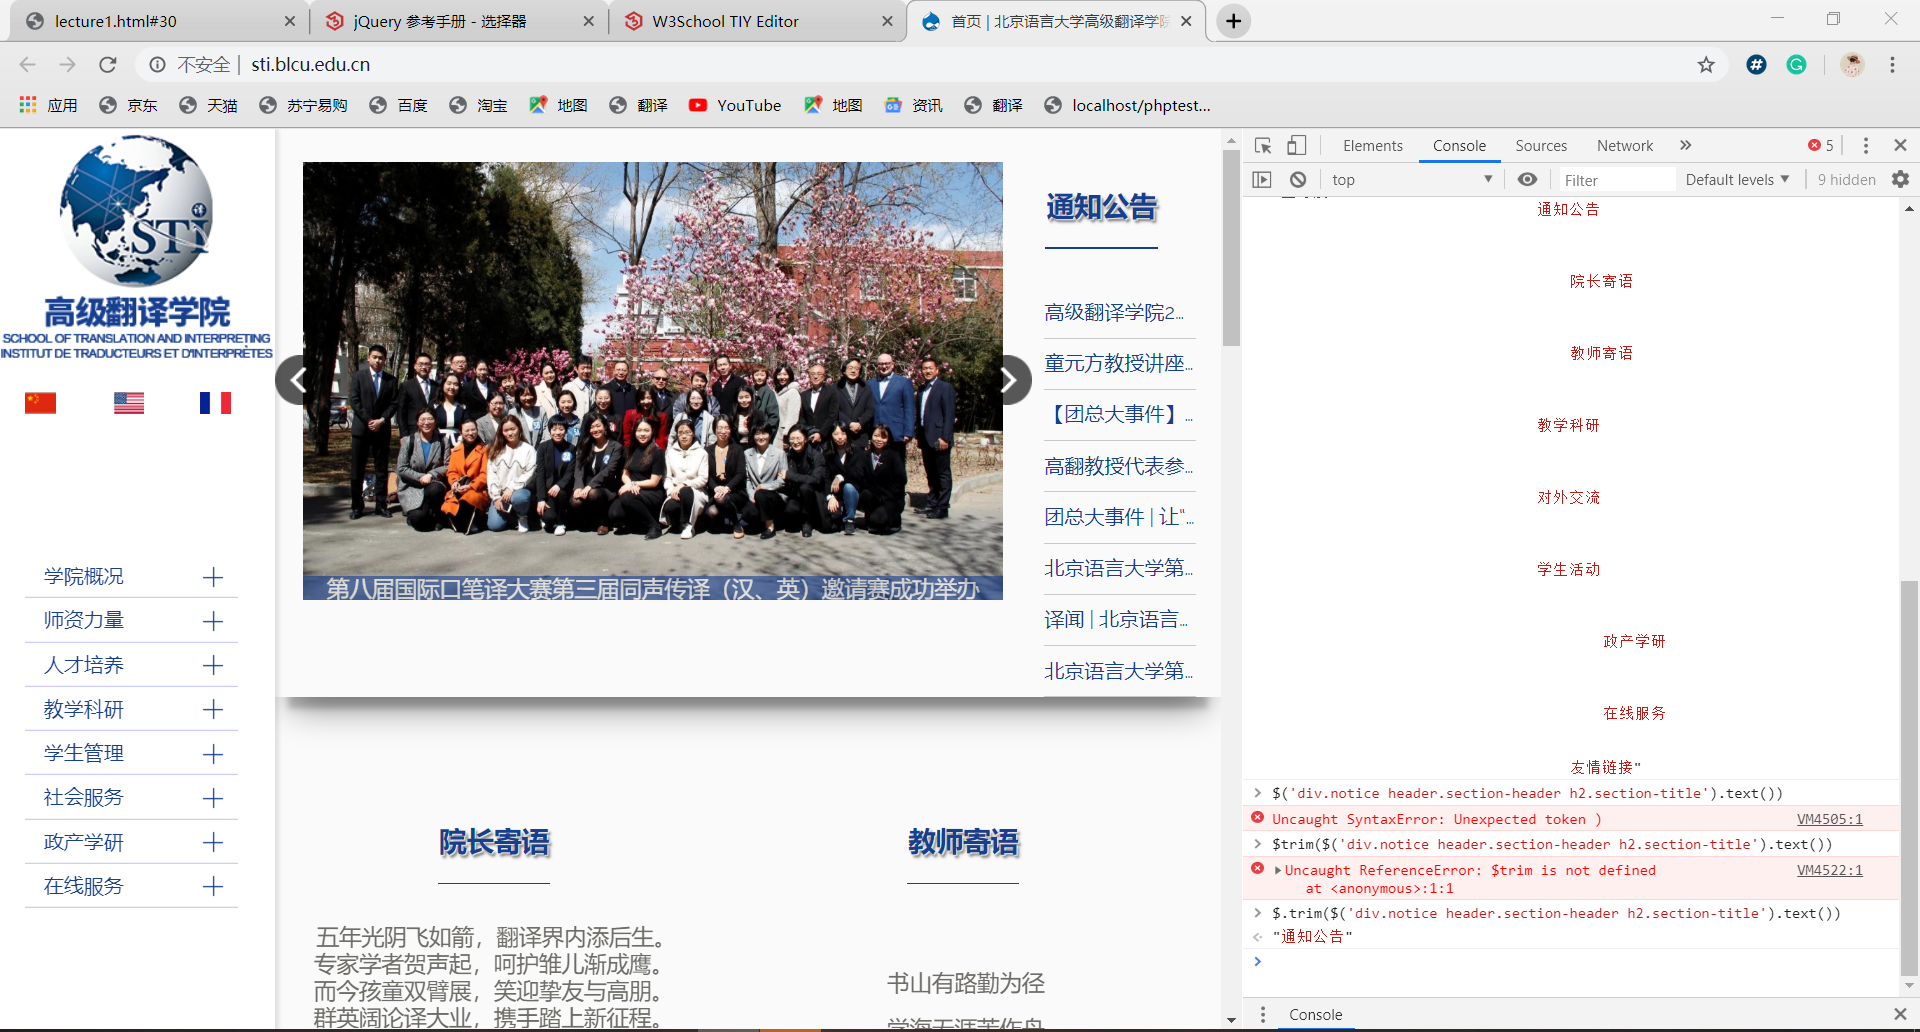 lecture1.html#30
jQuery 参考手册 - 选择器
W3School TIY Editor
首页 | 北京语言大学高级翻译学院
不安全 | sti.blcu.edu.cn
应用 京东 天猫 苏宁易购 百度 淘宝 地图 翻译 YouTube 地图 资讯 翻译 localhost/phptest...
STI
高级翻译学院
SCHOOL OF TRANSLATION AND INTERPRETING
INSTITUT DE TRADUCTEURS ET D'INTERPRÈTES
学院概况
师资力量
人才培养
教学科研
学生管理
社会服务
政产学研
在线服务
第八届国际口笔译大赛第三届同声传译（汉、英）邀请赛成功举办
通知公告
高级翻译学院2...
童元方教授讲座...
【团总大事件】...
高翻教授代表参...
团总大事件 | 让“...
北京语言大学第...
译闻 | 北京语言...
北京语言大学第...
院长寄语
五年光阴飞如箭，翻译界内添后生。
专家学者贺声起，呵护雏儿渐成鹰。
而今孩童双臂展，笑迎挚友与高朋。
群英阔论译大业，携手踏上新征程。
教师寄语
书山有路勤为径
学海无涯苦作舟
Elements Console Sources Network » 5
top Filter Default levels 9 hidden
通知公告
院长寄语
教师寄语
教学科研
对外交流
学生活动
政产学研
在线服务
友情链接"
$('div.notice header.section-header h2.section-title').text())
Uncaught SyntaxError: Unexpected token ) VM4505:1
$trim($('div.notice header.section-header h2.section-title').text())
Uncaught ReferenceError: $trim is not defined VM4522:1
at <anonymous>:1:1
$.trim($('div.notice header.section-header h2.section-title').text())
"通知公告"
Console